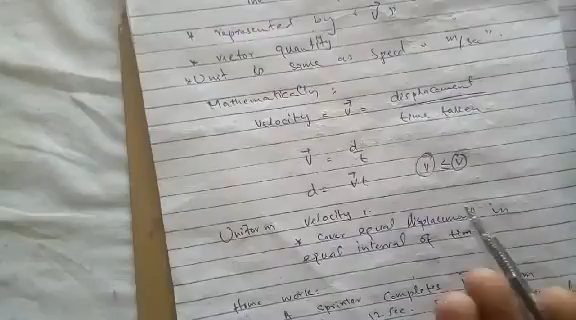 the
* represented by " v⃗ "
* vector quantity
* Unit is same as speed " m/sec "
Mathematically :
velocity = v⃗ = displacement / time taken
v⃗ = d / t
d = v⃗ t
Uniform velocity :
* cover equal displacement in
equal interval of time
Home work:
A sprinter completes
12 sec.